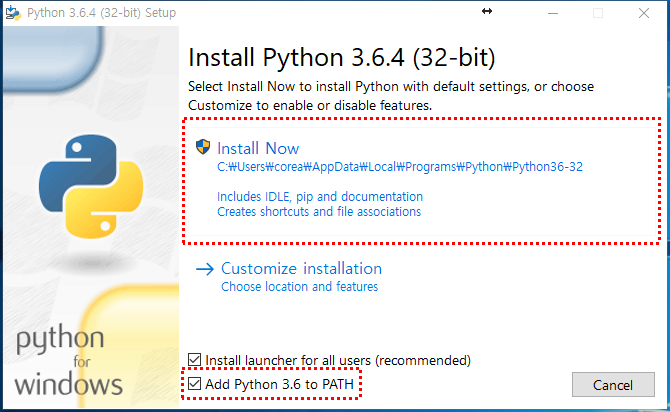 Python 3.6.4 (32-bit) Setup
Install Python 3.6.4 (32-bit)
Select Install Now to install Python with default settings, or choose
Customize to enable or disable features.
Install Now
C:₩Users₩corea₩AppData₩Local₩Programs₩Python₩Python36-32
Includes IDLE, pip and documentation
Creates shortcuts and file associations
Customize installation
Choose location and features
Install launcher for all users (recommended)
Add Python 3.6 to PATH
Cancel
python
for
windows